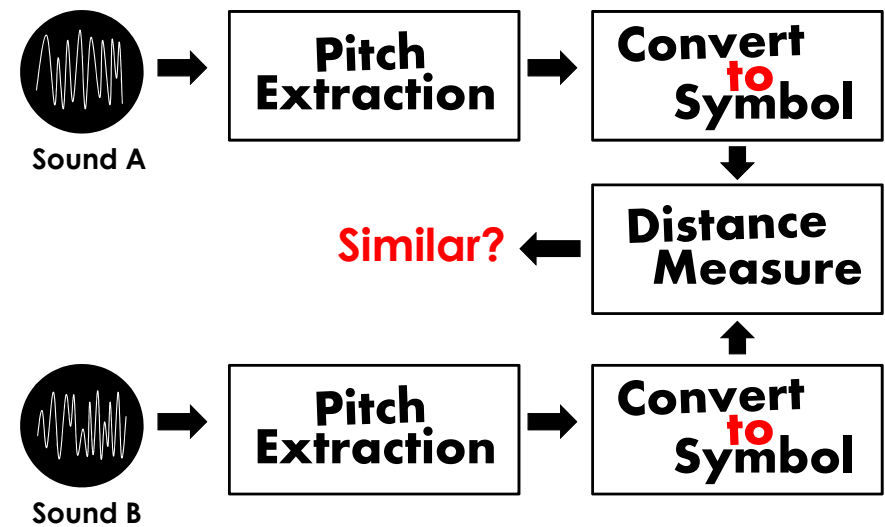 Pitch
Extraction
Convert
to
Symbol
Sound A
Distance
Measure
Similar?
Pitch
Extraction
Convert
to
Symbol
Sound B